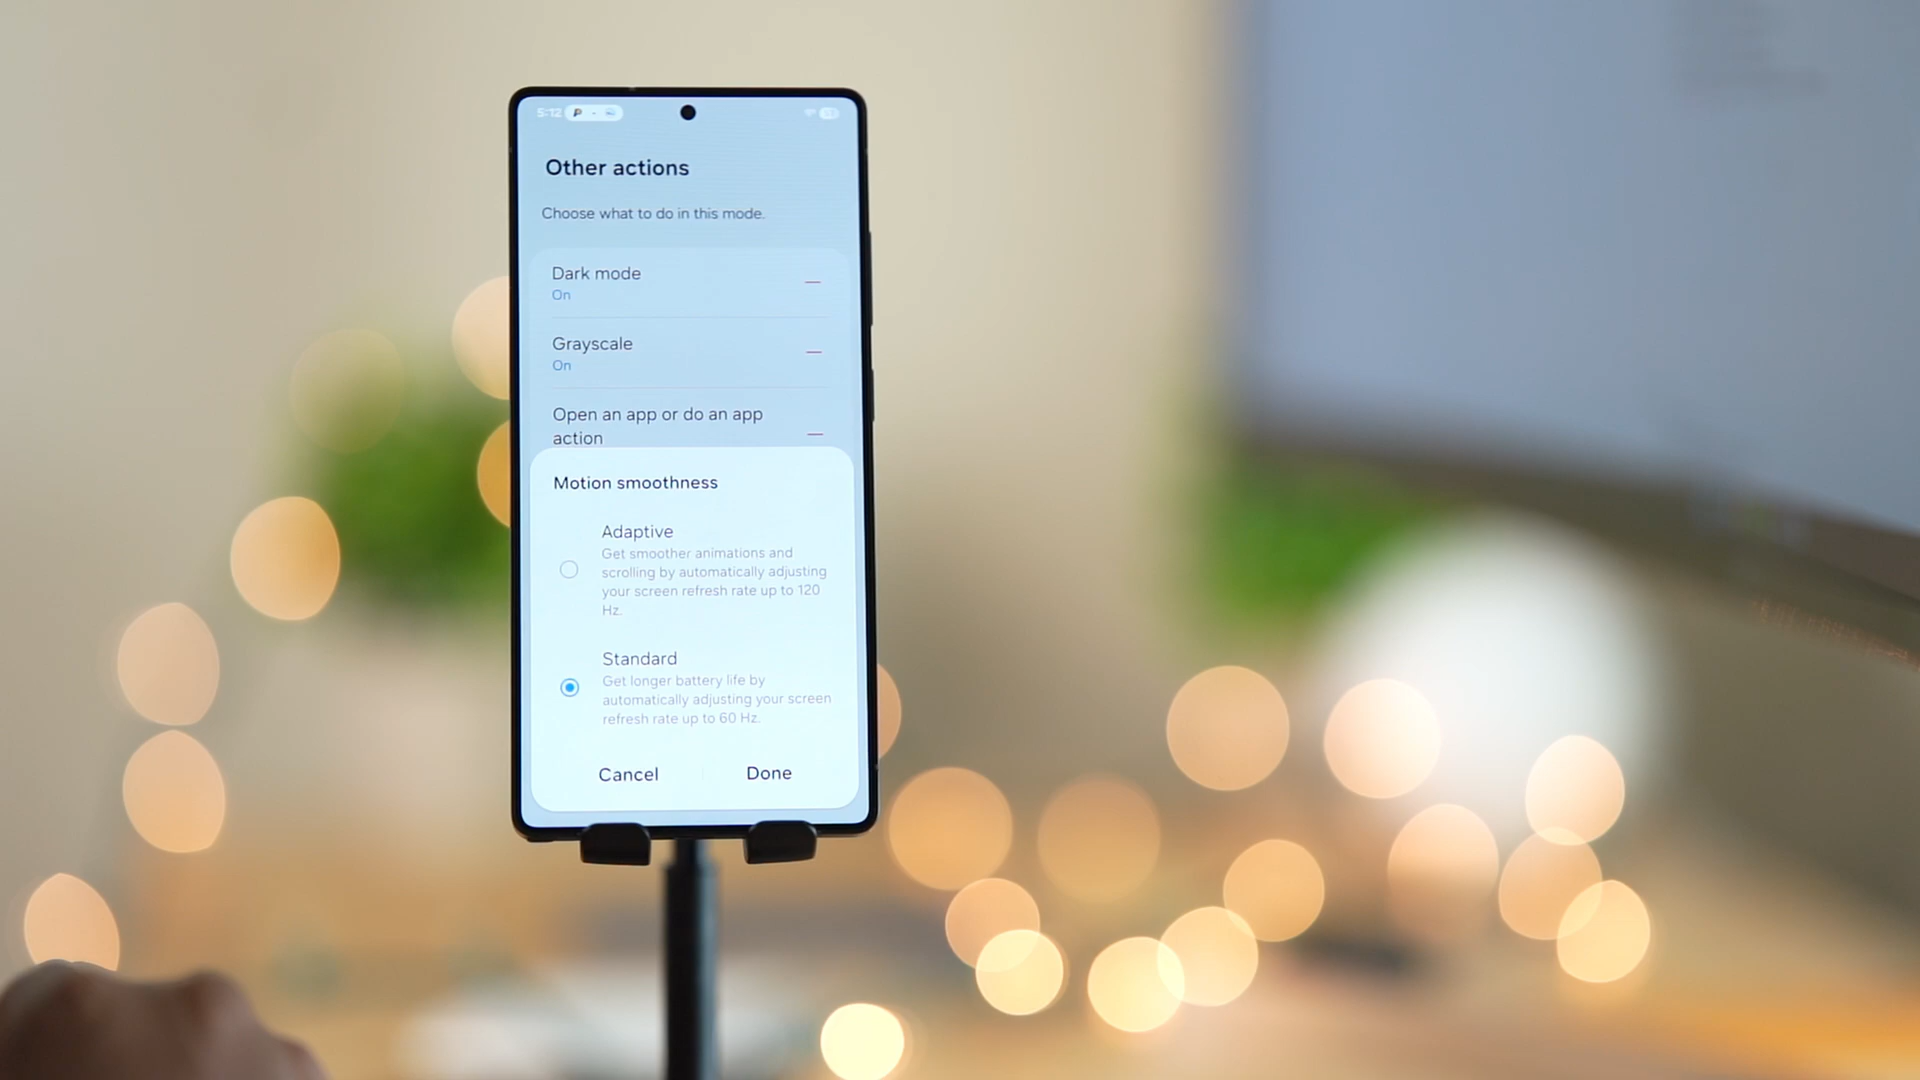 5:12
Other actions
Choose what to do in this mode.
Dark mode
On
Grayscale
On
Open an app or do an app
action
Motion smoothness
Adaptive
Get smoother animations and
scrolling by automatically adjusting
your screen refresh rate up to 120
Hz.
Standard
Get longer battery life by
automatically adjusting your screen
refresh rate up to 60 Hz.
Cancel
Done